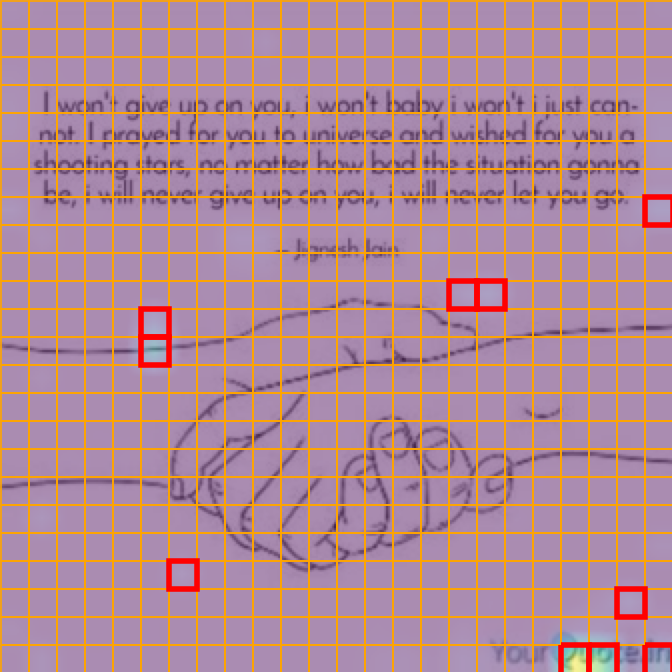 I won't give up on you, i won't baby i won't i just can-
not. I prayed for you to universe and wished for you a
shooting stars, no matter how bad the situation gonna
be, i will never give up on you, i will never let you go.
-- Jignesh Jain
YourQuote.in